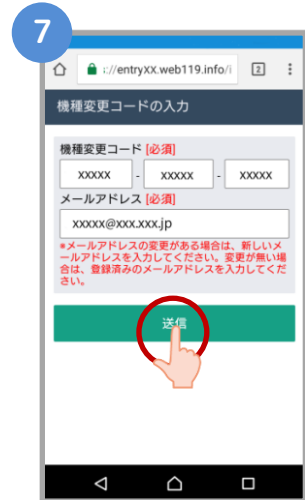 7
://entryXX.web119.info/i
2
機種変更コードの入力
機種変更コード [必須]
xxxxx - xxxxx - xxxxx
メールアドレス [必須]
xxxxx@xxx.xxx.jp
*メールアドレスの変更がある場合は、新しいメ
ールアドレスを入力してください。変更が無い場
合は、登録済みのメールアドレスを入力してくだ
さい。
送信